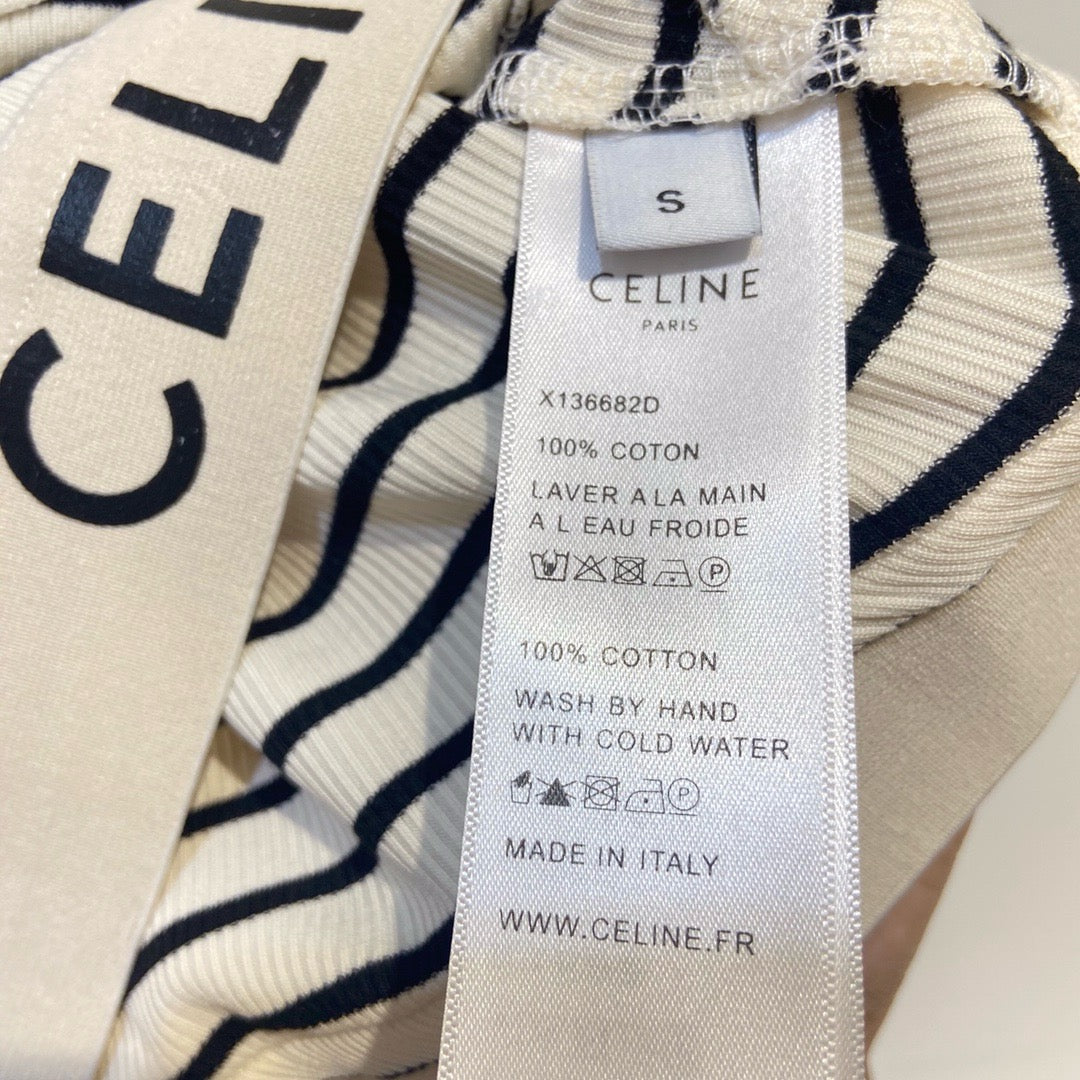 CELI
S
CELINE
PARIS
X136682D
100% COTON
LAVER A LA MAIN
A L EAU FROIDE
P
100% COTTON
WASH BY HAND
WITH COLD WATER
P
MADE IN ITALY
WWW.CELINE.FR